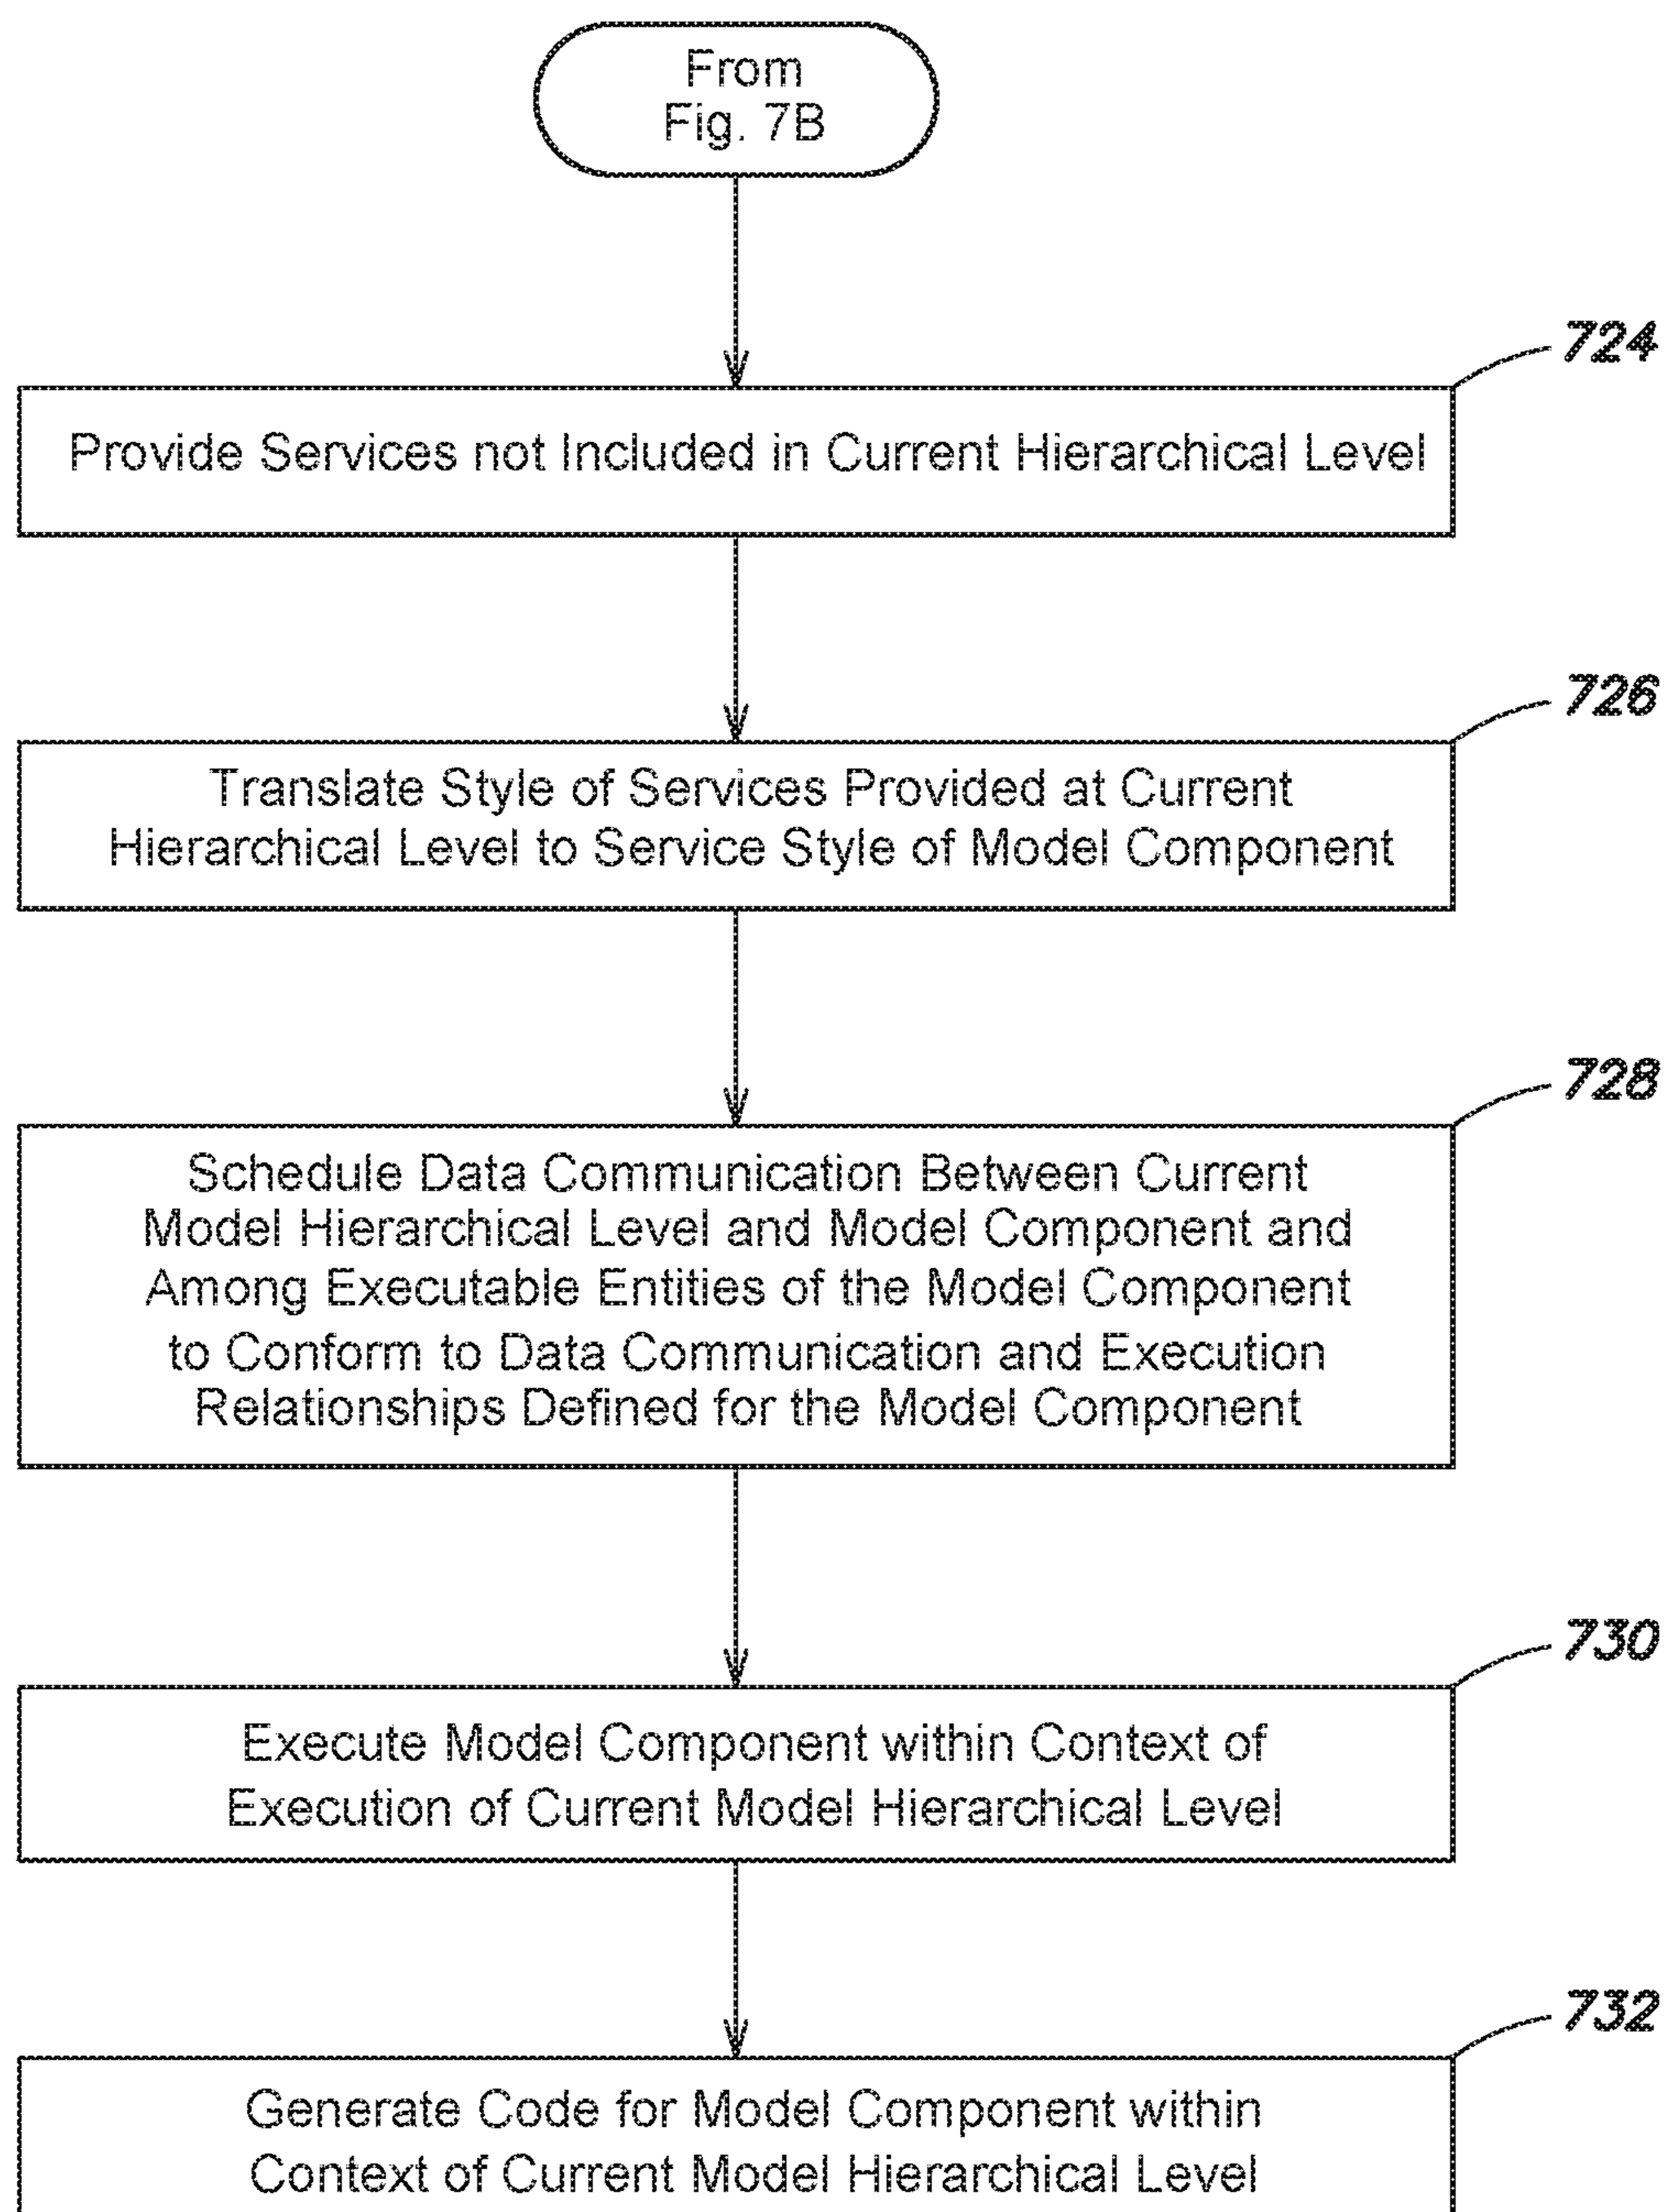 From
Fig. 7B
724
Provide Services not Included in Current Hierarchical Level
726
Translate Style of Services Provided at Current
Hierarchical Level to Service Style of Model Component
728
Schedule Data Communication Between Current
Model Hierarchical Level and Model Component and
Among Executable Entities of the Model Component
to Conform to Data Communication and Execution
Relationships Defined for the Model Component
730
Execute Model Component within Context of
Execution of Current Model Hierarchical Level
732
Generate Code for Model Component within
Context of Current Model Hierarchical Level